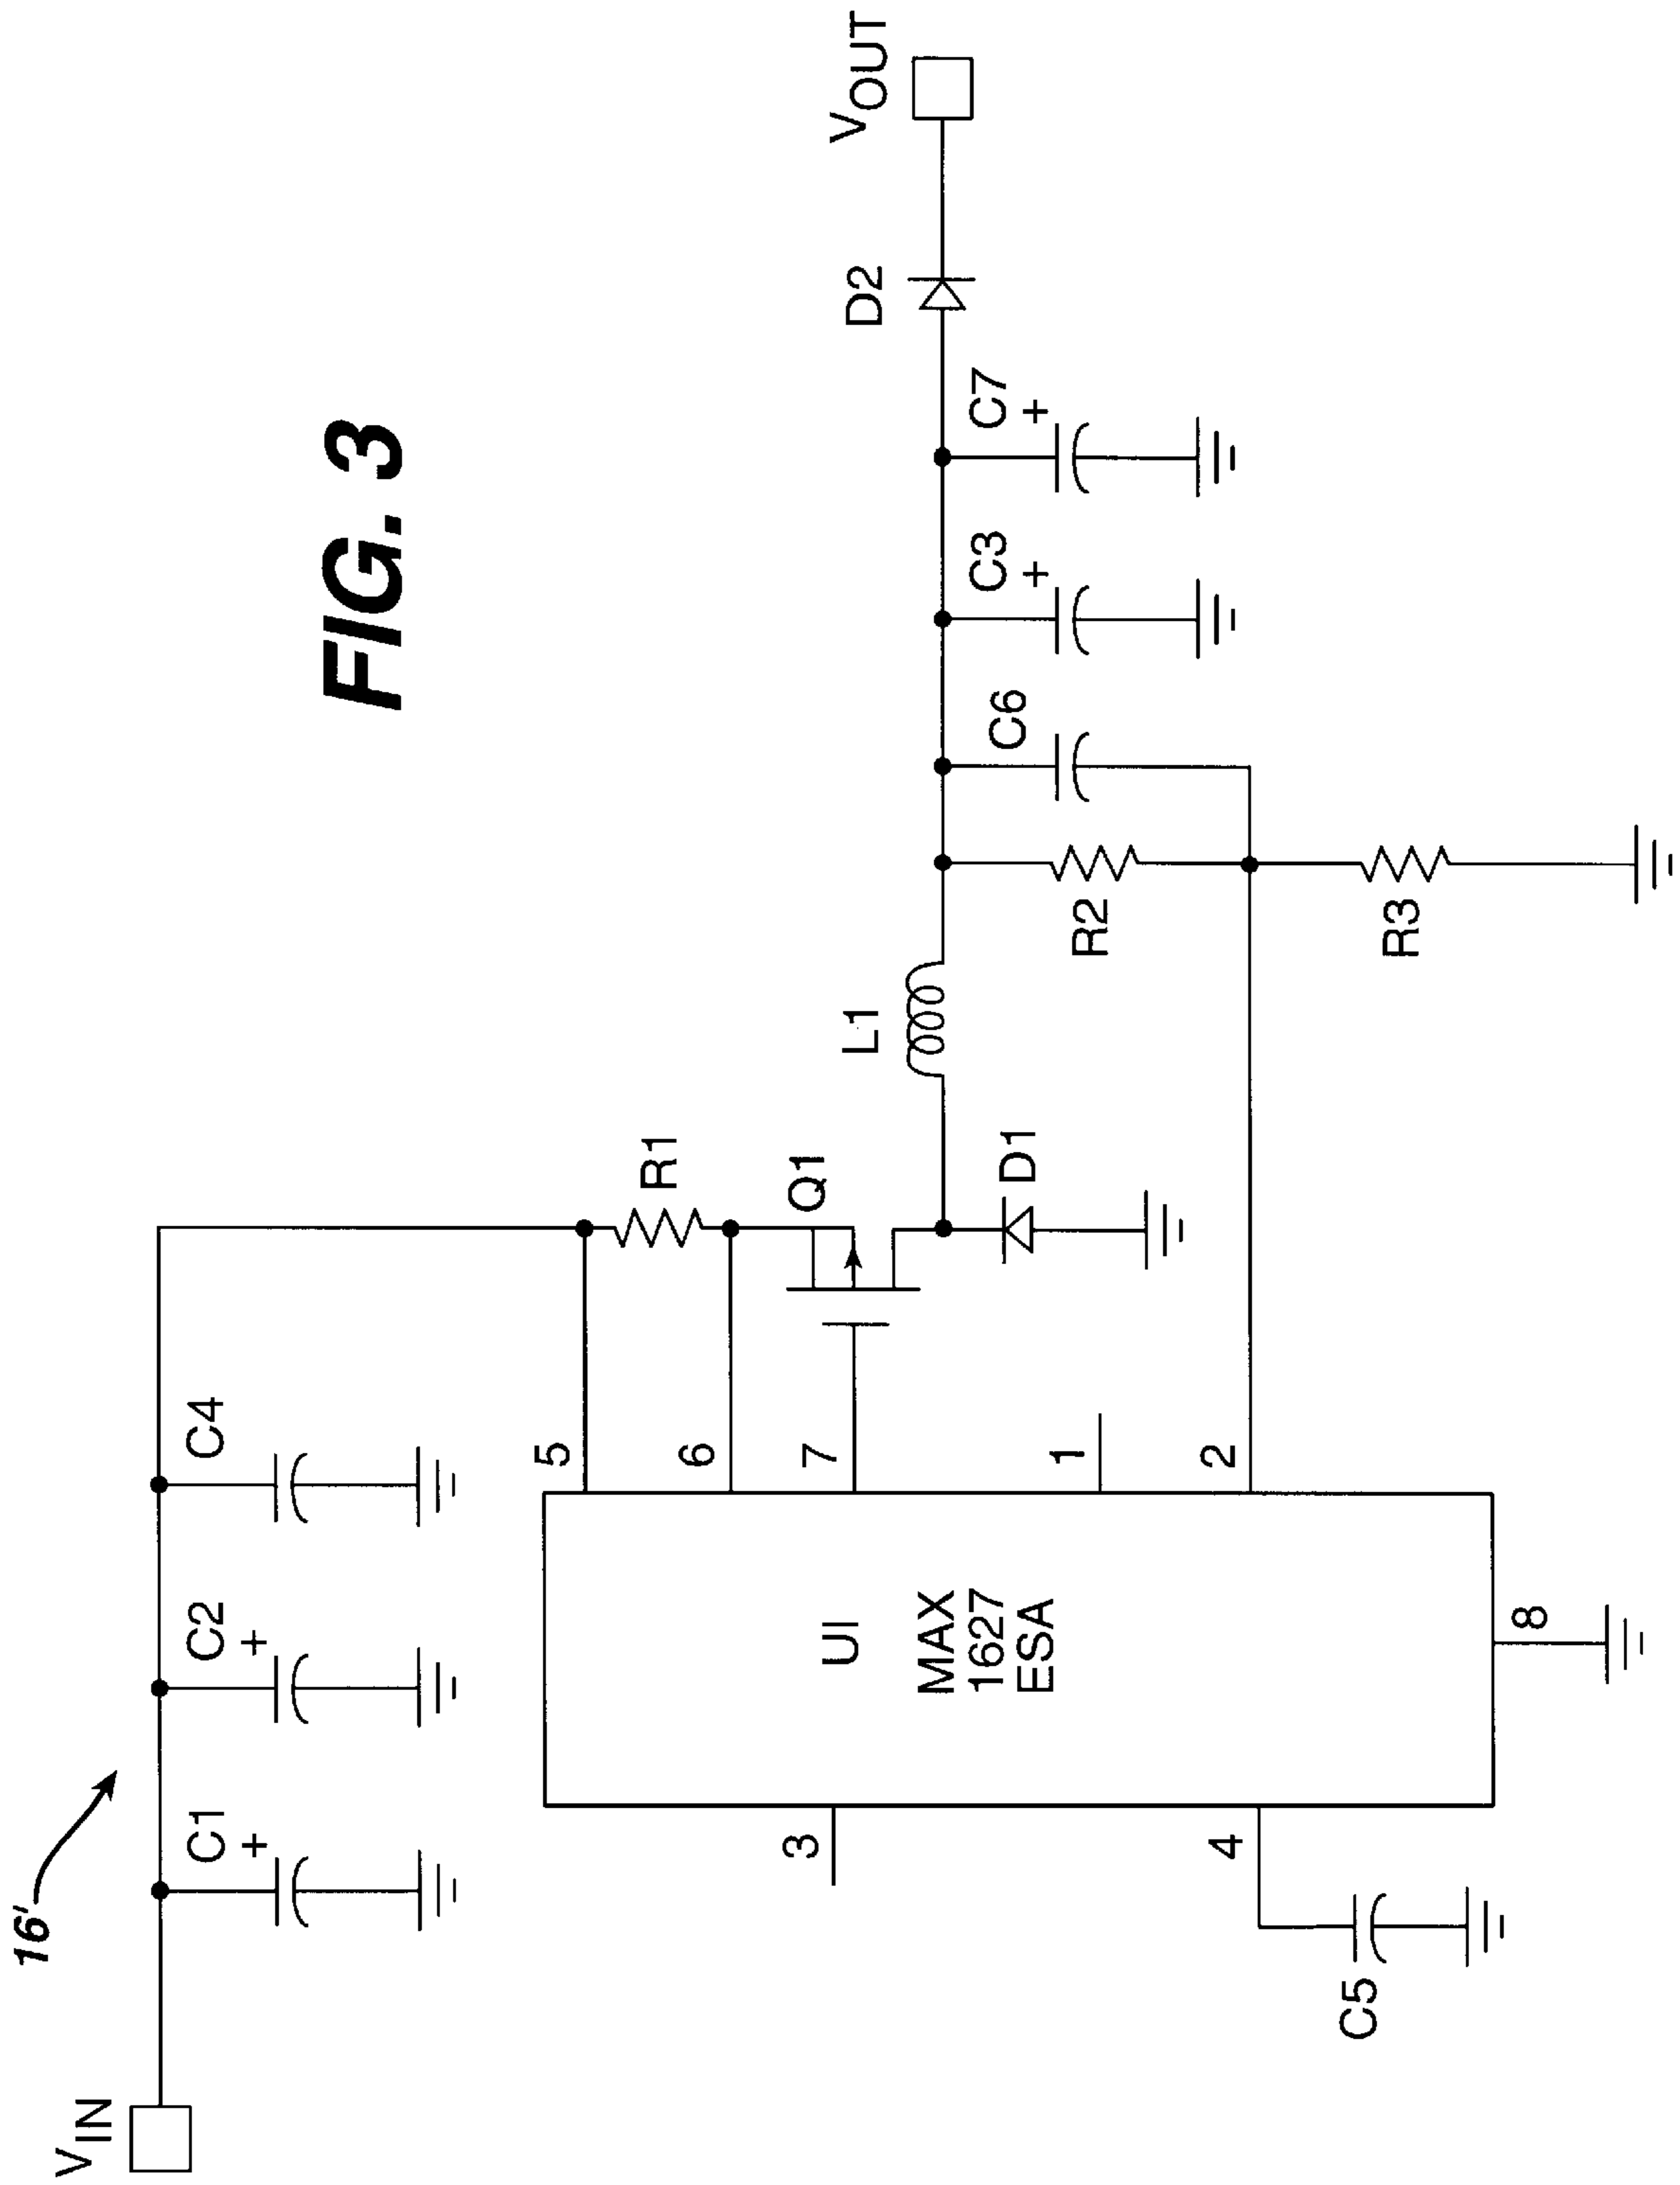 FIG. 3
16'
VIN
C1
+
C2
+
C4
R1
Q1
5
6
7
1
2
3
4
8
UI
MAX
1627
ESA
C5
D1
L1
R2
R3
C6
C3
+
C7
+
D2
VOUT